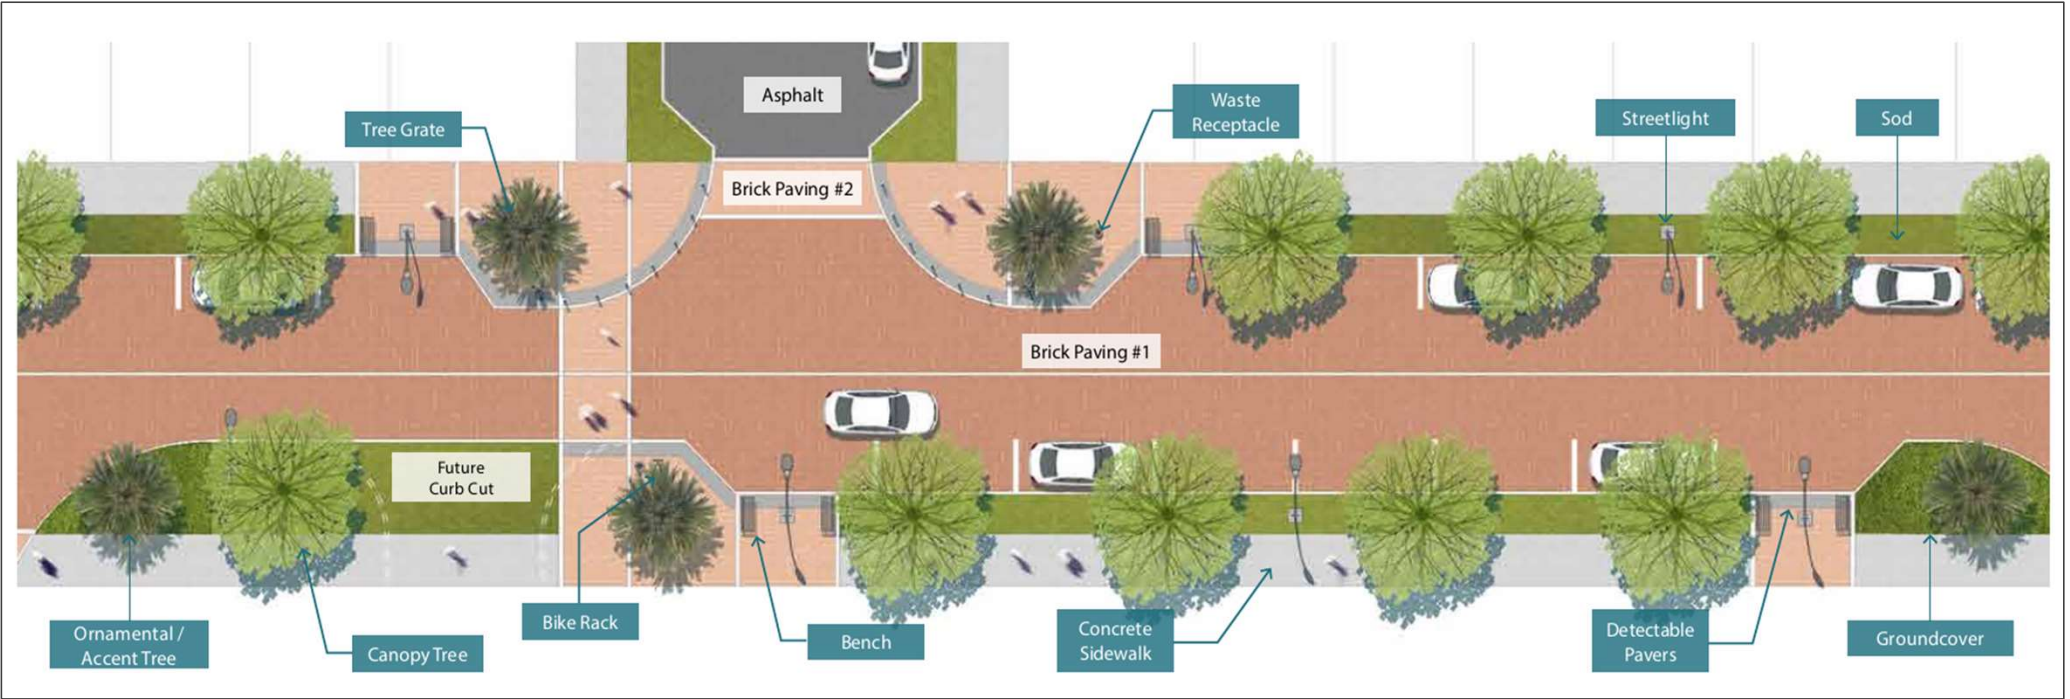 Asphalt
Waste
Receptacle
Streetlight
Sod
Tree Grate
Brick Paving #2
Brick Paving #1
Future
Curb Cut
Ornamental /
Accent Tree
Canopy Tree
Bike Rack
Bench
Concrete
Sidewalk
Detectable
Pavers
Groundcover